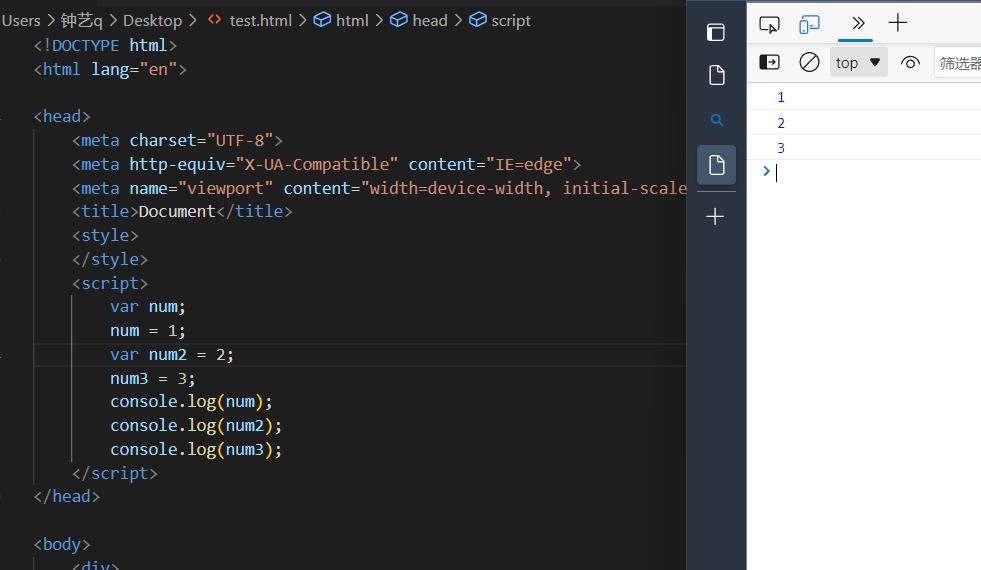 Users > 钟艺q > Desktop > test.html > html > head > script
<!DOCTYPE html>
<html lang="en">
<head>
<meta charset="UTF-8">
<meta http-equiv="X-UA-Compatible" content="IE=edge">
<meta name="viewport" content="width=device-width, initial-scale
<title>Document</title>
<style>
</style>
<script>
var num;
num = 1;
var num2 = 2;
num3 = 3;
console.log(num);
console.log(num2);
console.log(num3);
</script>
</head>
<body>
<div>
top
筛选器
1
2
3